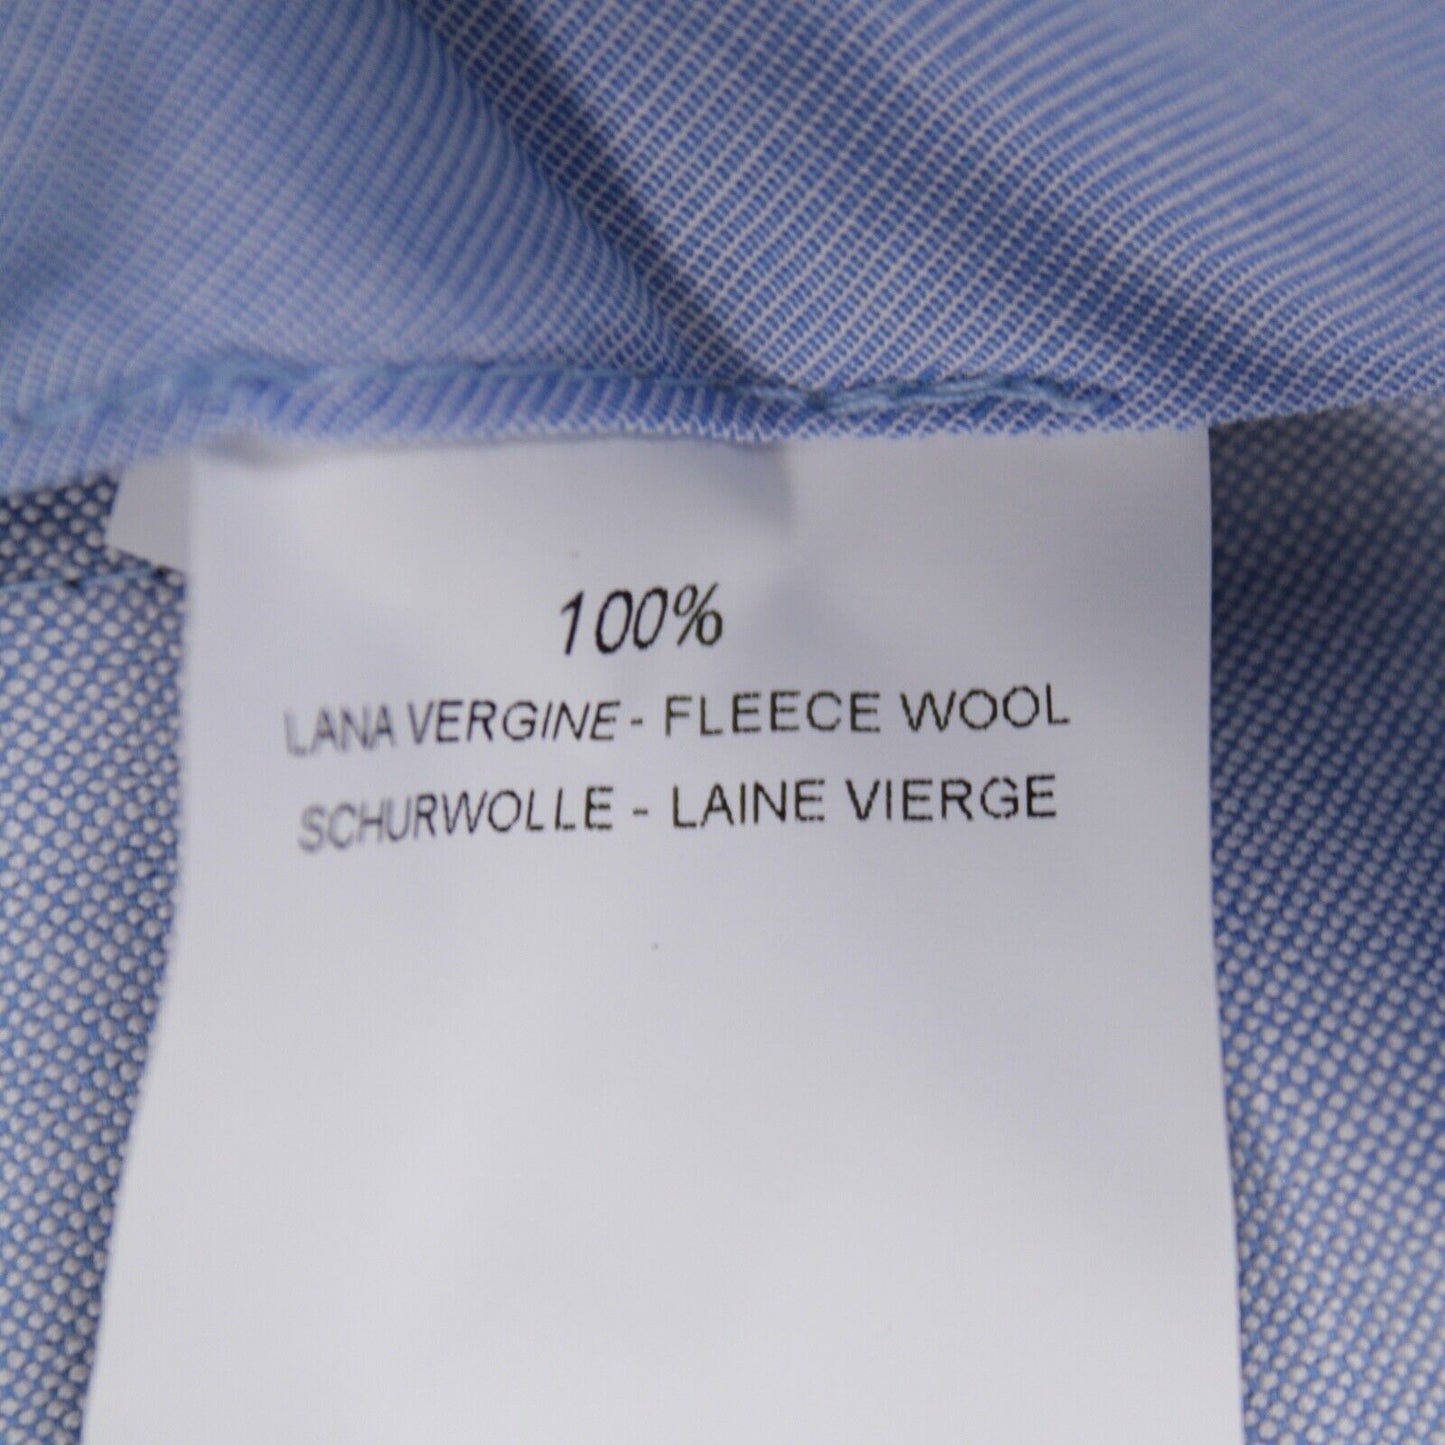 100%
LANA VERGINE - FLEECE WOOL
SCHURWOLLE - LAINE VIERGE